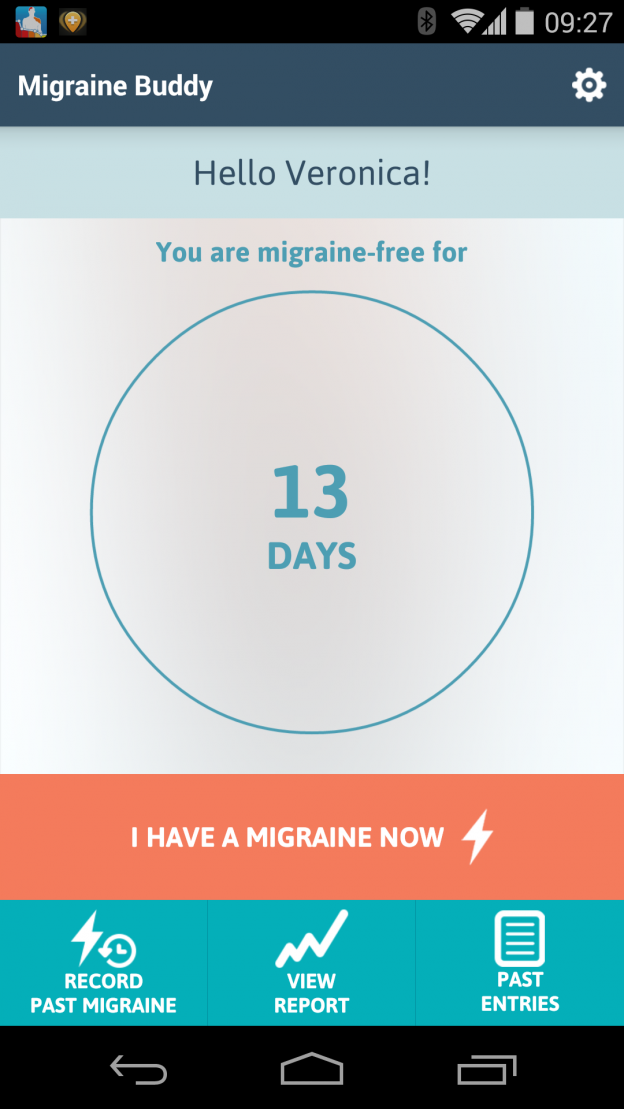 09:27
Migraine Buddy
Hello Veronica!
You are migraine-free for
13
DAYS
I HAVE A MIGRAINE NOW
RECORD
PAST MIGRAINE
VIEW
REPORT
PAST
ENTRIES